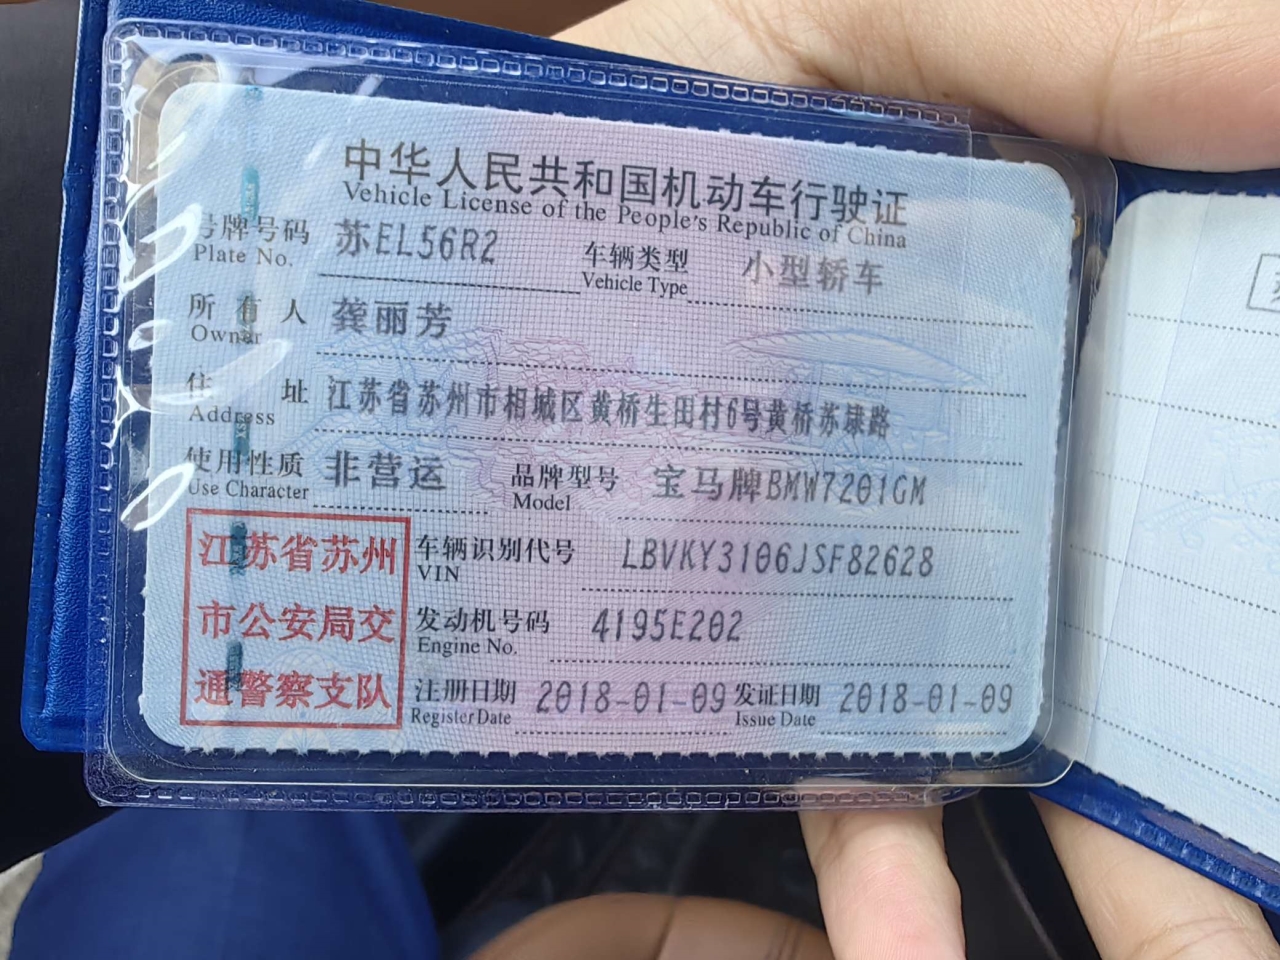 中华人民共和国机动车行驶证
Vehicle License of the People's Republic of China
号牌号码 苏EL56R2 车辆类型 小型轿车
Plate No. Vehicle Type
所有人 龚丽芳
Owner
住址 江苏省苏州市相城区黄桥生田村6号黄桥苏埭路
Address
使用性质 非营运 品牌型号 宝马牌BMW7201GM
Use Character Model
江苏省苏州
市公安局交
通警察支队
车辆识别代号 LBVKY3106JSF82628
VIN
发动机号码 4195E202
Engine No.
注册日期 2018-01-09 发证日期 2018-01-09
Register Date Issue Date